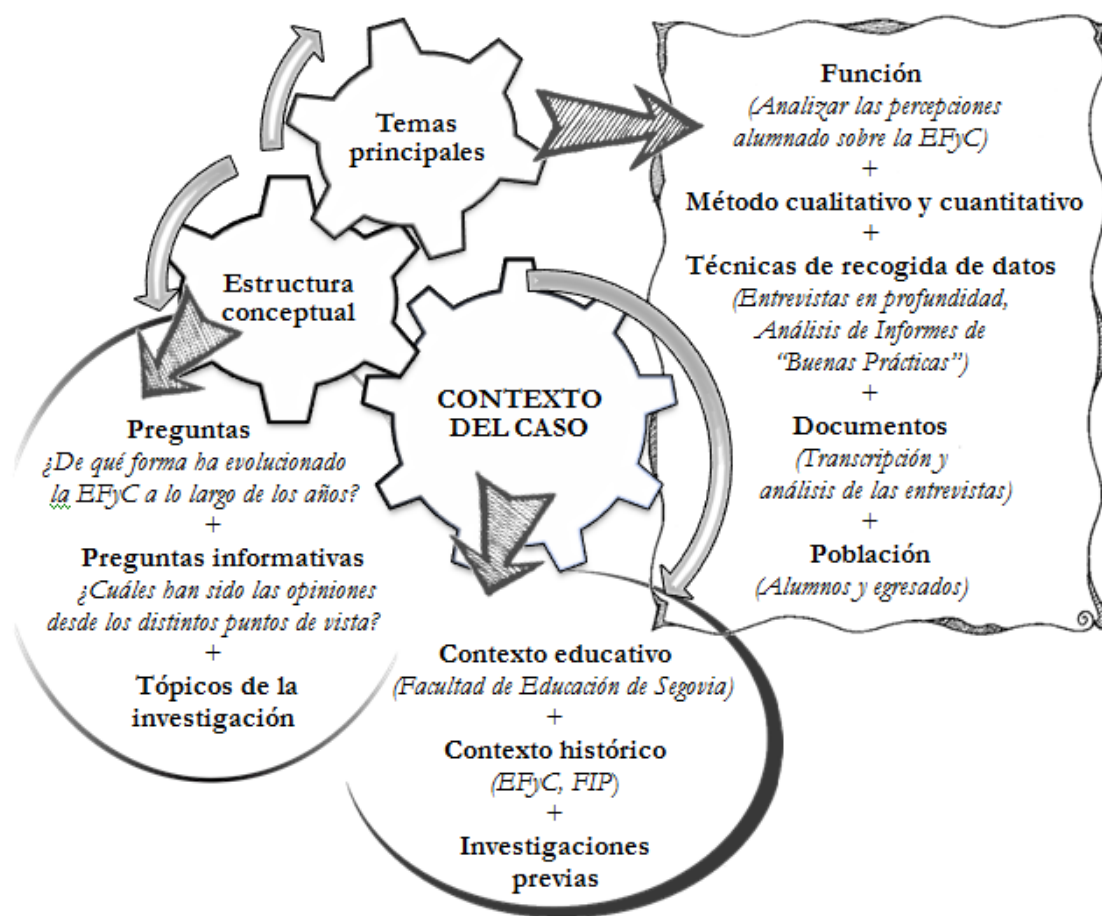 Temas
principales
Estructura
conceptual
CONTEXTO
DEL CASO
Función
(Analizar las percepciones
alumnado sobre la EFyC)
+
Método cualitativo y cuantitativo
+
Técnicas de recogida de datos
(Entrevistas en profundidad,
Análisis de Informes de
“Buenas Prácticas”)
+
Documentos
(Transcripción y
análisis de las entrevistas)
+
Población
(Alumnos y egresados)
Preguntas
¿De qué forma ha evolucionado
la EFyC a lo largo de los años?
+
Preguntas informativas
¿Cuáles han sido las opiniones
desde los distintos puntos de vista?
+
Tópicos de la
investigación
Contexto educativo
(Facultad de Educación de Segovia)
+
Contexto histórico
(EFyC, FIP)
+
Investigaciones
previas